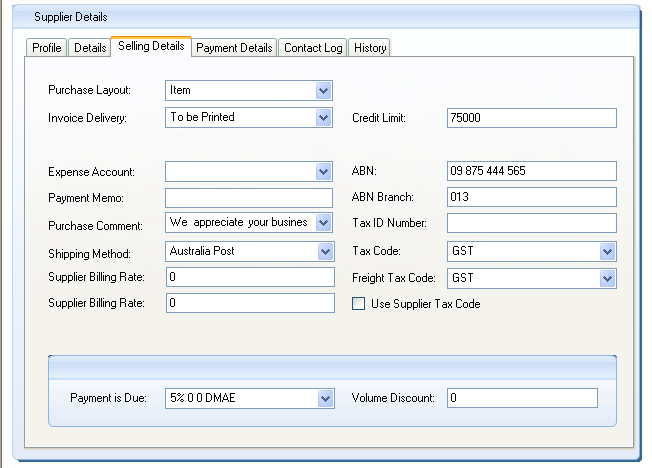 Supplier Details
Profile Details Selling Details Payment Details Contact Log History
Purchase Layout: Item
Invoice Delivery: To be Printed Credit Limit: 75000
Expense Account: ABN: 09 875 444 565
Payment Memo: ABN Branch: 013
Purchase Comment: We appreciate your busines Tax ID Number:
Shipping Method: Australia Post Tax Code: GST
Supplier Billing Rate: 0 Freight Tax Code: GST
Supplier Billing Rate: 0 Use Supplier Tax Code
Payment is Due: 5% 0 0 DMAE Volume Discount: 0